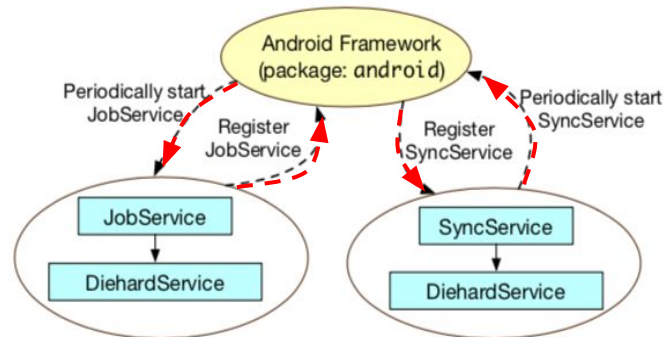 Android Framework
(package: android)
Periodically start
JobService
Register
JobService
Register
SyncService
Periodically start
SyncService
JobService
DiehardService
SyncService
DiehardService